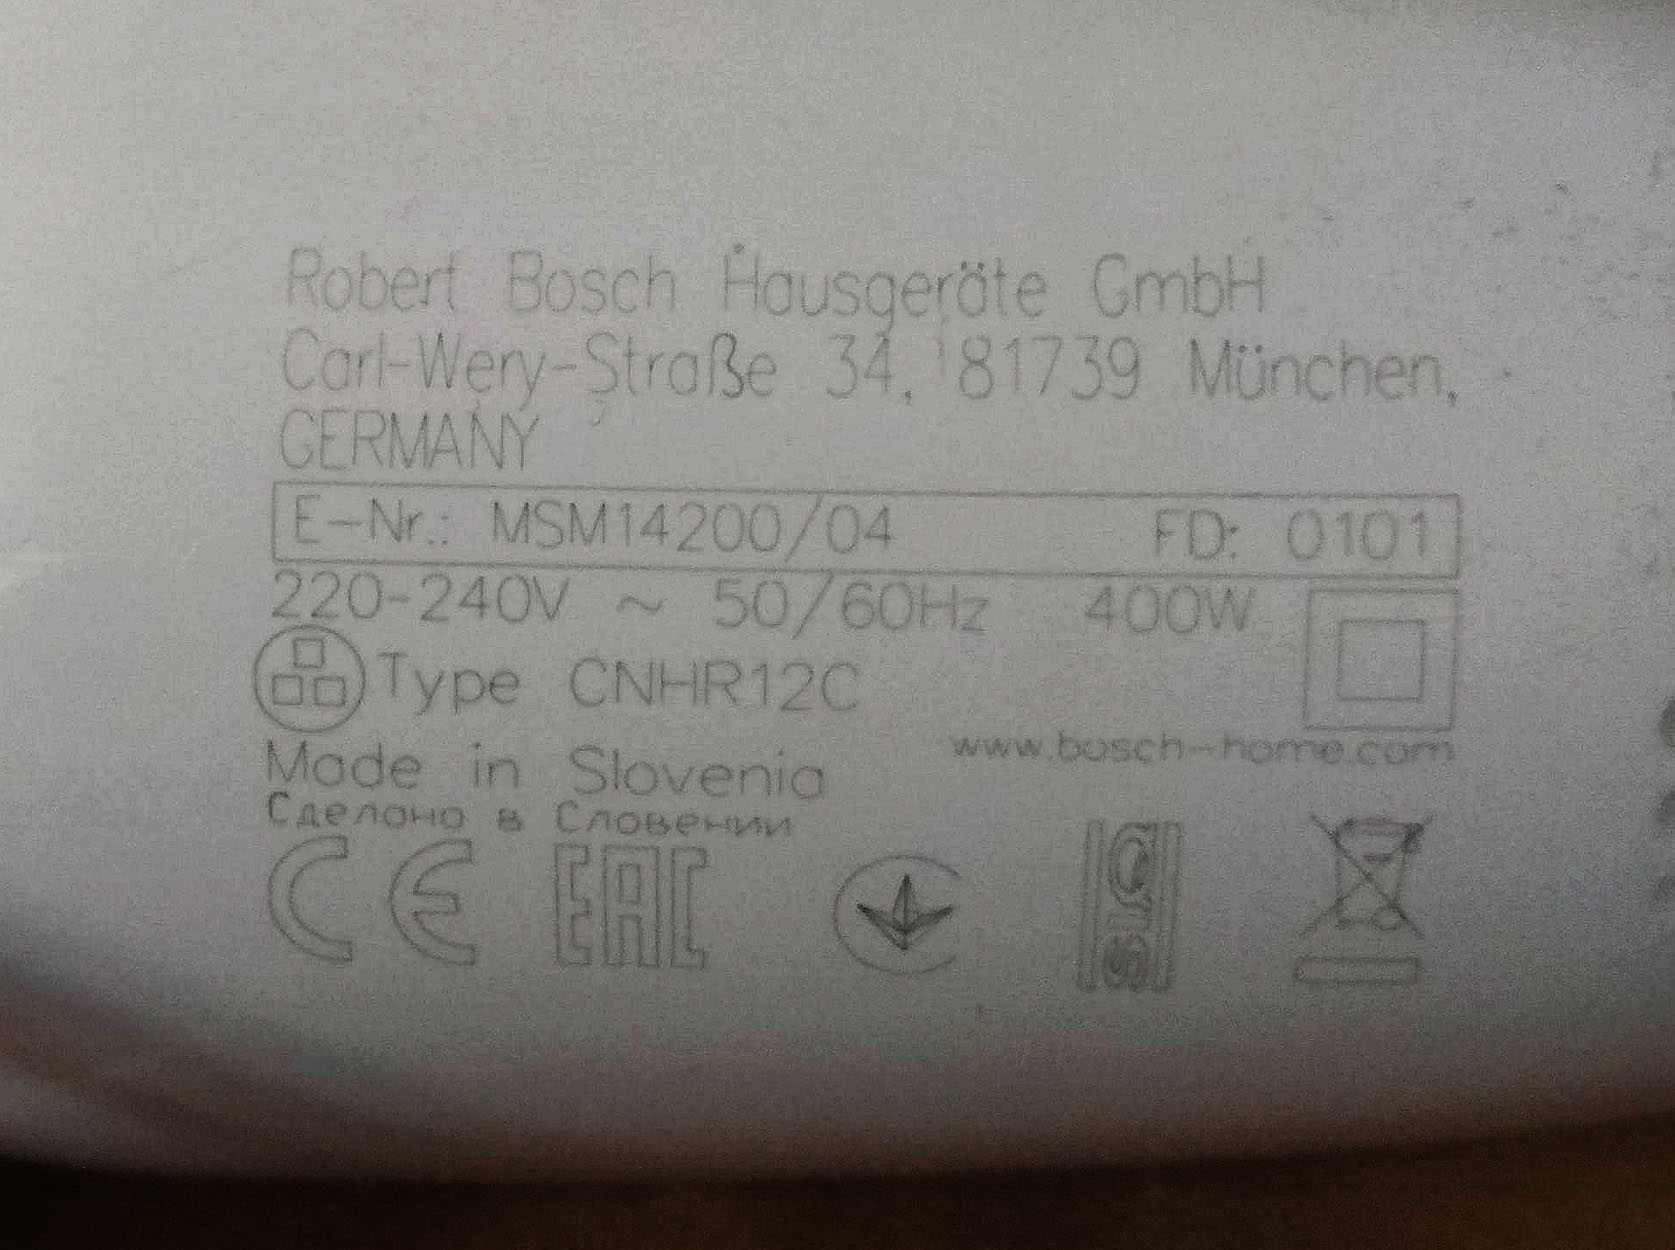 Robert Bosch Hausgeräte GmbH
Carl-Wery-Straße 34, 81739 München,
GERMANY
E-Nr.: MSM14200/04 FD: 0101
220-240V ~ 50/60Hz 400W
Type CNHR12C
www.bosch-home.com
Made in Slovenia
Сделано в Словении
CE EAC